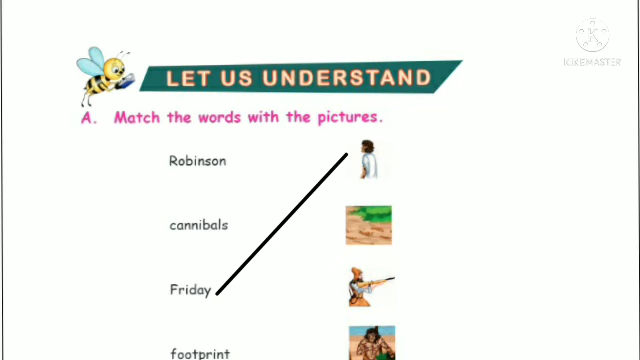 KINEMASTER
LET US UNDERSTAND
A. Match the words with the pictures.
Robinson
cannibals
Friday
footprint